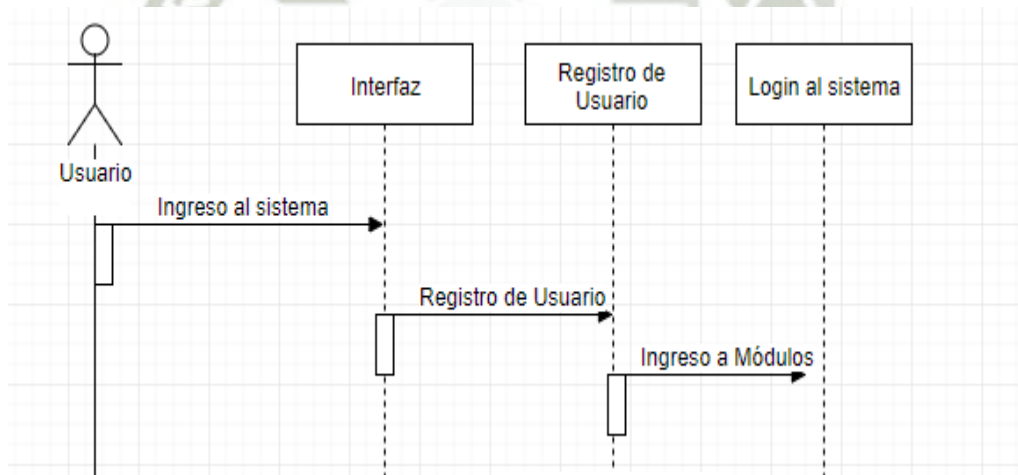 Interfaz
Registro de
Usuario
Login al sistema
Usuario
Ingreso al sistema
Registro de Usuario
Ingreso a Módulos